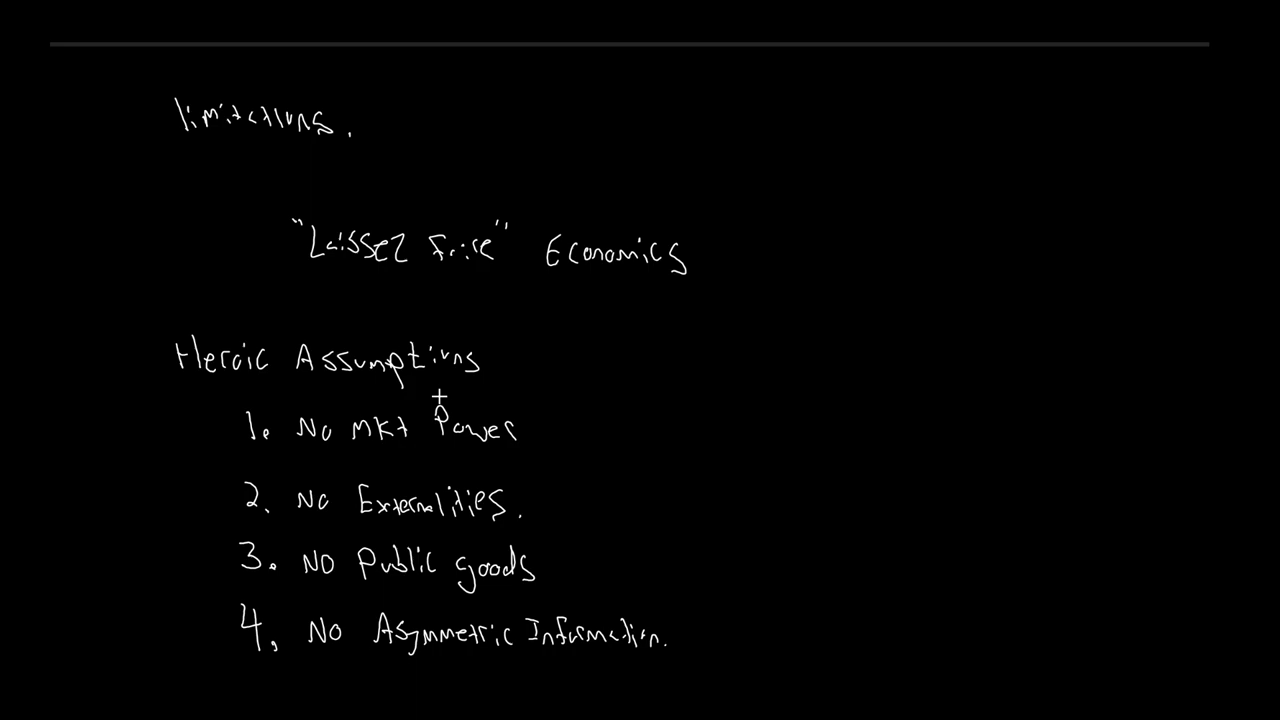 limitations.
"Laissez faire" Economics
Heroic Assumptions
1. No Mkt Power
2. No Externalities.
3. No Public goods
4. No Asymmetric Information.